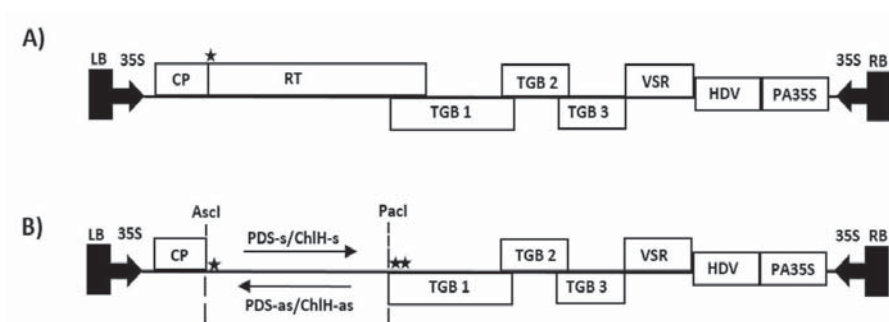 A)
LB 35S ★ 35S RB
CP RT TGB 2 VSR HDV PA35S
TGB 1 TGB 3
B)
AscI PacI
LB 35S PDS-s/ChlH-s 35S RB
CP ★ ★★ TGB 2 VSR HDV PA35S
PDS-as/ChlH-as TGB 1 TGB 3